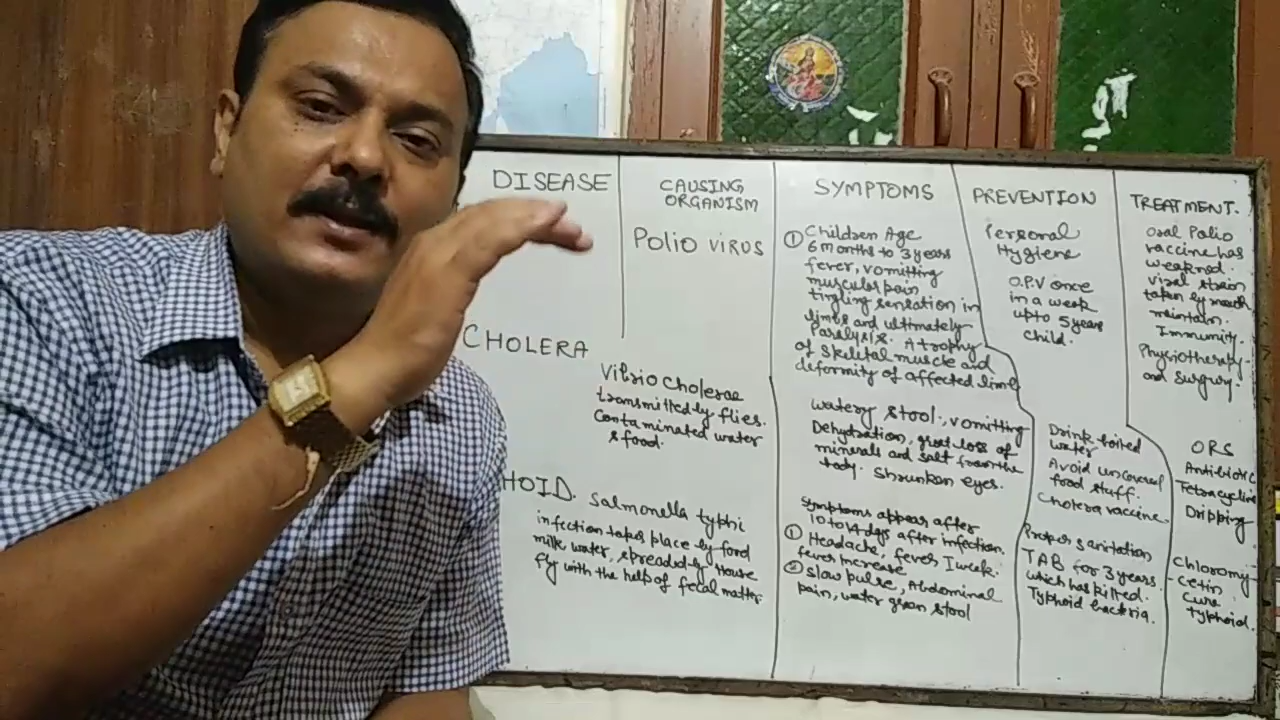 DISEASE
CAUSING
ORGANISM
SYMPTOMS
PREVENTION
TREATMENT.
Polio virus
① Children Age
6 months to 3 years
fever, vomitting
muscular pain
tingling sensation in
limbs and ultimately
Paralysis. Atrophy
of skelital muscle and
deformity of affected limb
Personal
Hygiene
O.P.V once
in a weak
upto 5 years
child.
Oral Polio
vaccine has
weakned.
viral strain
taken by mouth
maintain.
Immunity.
Physiotherapy-
and surgury.
CHOLERA
Vibrio cholerae
transmitted by flies.
Contaminated water
& food.
watery stool, vomitting
Dehydration, great loss of
minerals and salt from the
body. Shrunken eyes.
Drink boiled
water
Avoid uncovered
food stuff.
Cholera vaccine.
ORS
Antibiotic
Tetracycline
Dripping
HOID.
Salmonella typhi
infection takes place by food
milk, water, spreaded by House
fly with the help of fecal matter.
Symptoms appear after
10 to 14 days after infection.
① Headache, fever 1 week.
fever increase
② Slow pulse, Abdominal
pain, water green stool
Proper sanitation
TAB for 3 years
which has killed
Typhoid bacteria.
Chloromy-
-cetin
Cure
typhoid.